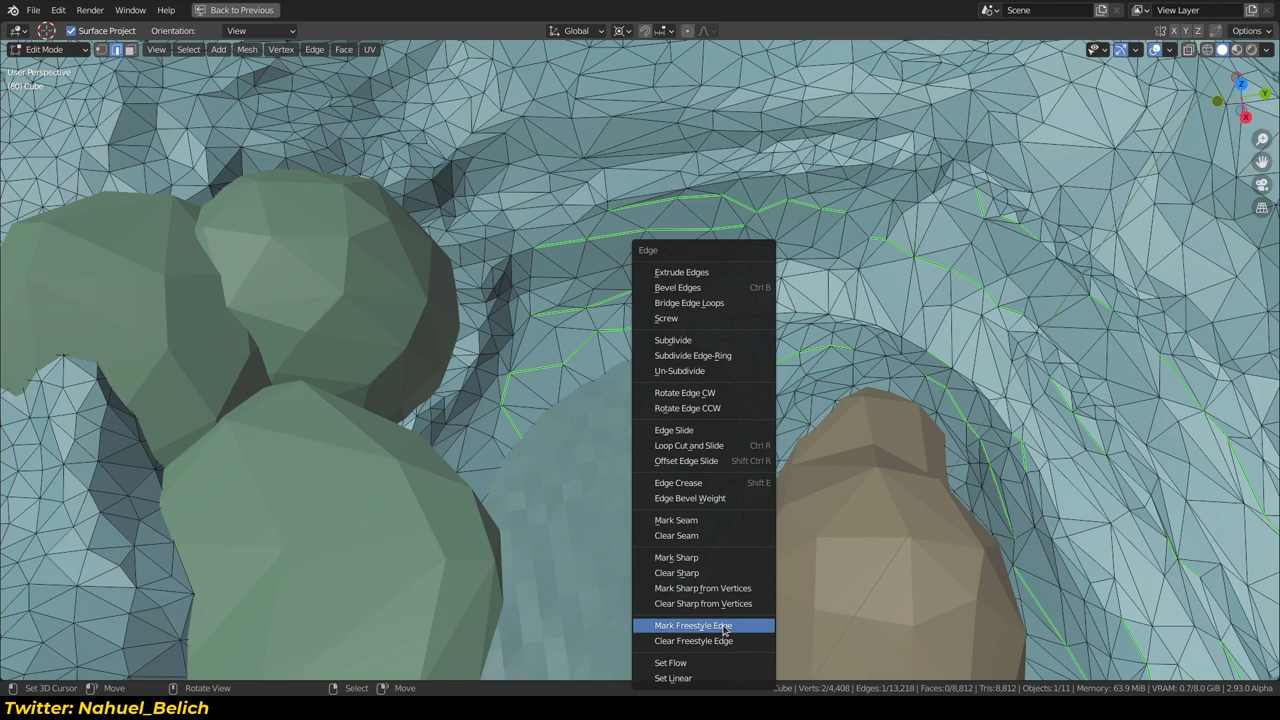 File Edit Render Window Help Back to Previous Scene View Layer
Surface Project Orientation: View Global X Y Z Options
Edit Mode View Select Add Mesh Vertex Edge Face UV
User Perspective
(80) Cube
Z
Y
X
Edge
Extrude Edges
Bevel Edges Ctrl B
Bridge Edge Loops
Screw
Subdivide
Subdivide Edge-Ring
Un-Subdivide
Rotate Edge CW
Rotate Edge CCW
Edge Slide
Loop Cut and Slide Ctrl R
Offset Edge Slide Shift Ctrl R
Edge Crease Shift E
Edge Bevel Weight
Mark Seam
Clear Seam
Mark Sharp
Clear Sharp
Mark Sharp from Vertices
Clear Sharp from Vertices
Mark Freestyle Edge
Clear Freestyle Edge
Set Flow
Set Linear
Set 3D Cursor Move Rotate View Select Move Cube | Verts:2/4,408 | Edges:1/13,218 | Faces:0/8,812 | Tris:8,812 | Objects:1/11 | Memory: 63.9 MiB | VRAM: 0.7/8.0 GiB | 2.93.0 Alpha
Twitter: Nahuel_Belich